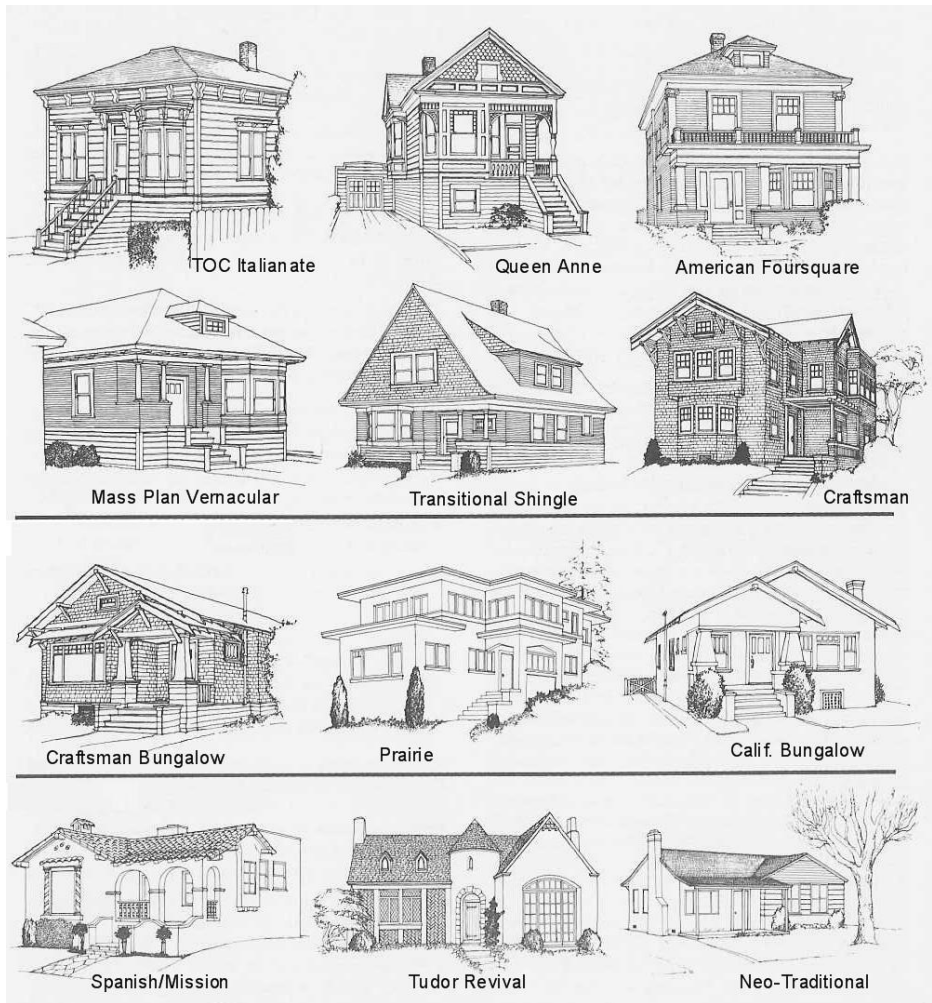 TOC Italianate
Queen Anne
American Foursquare
Mass Plan Vernacular
Transitional Shingle
Craftsman
Craftsman Bungalow
Prairie
Calif. Bungalow
Spanish/Mission
Tudor Revival
Neo-Traditional